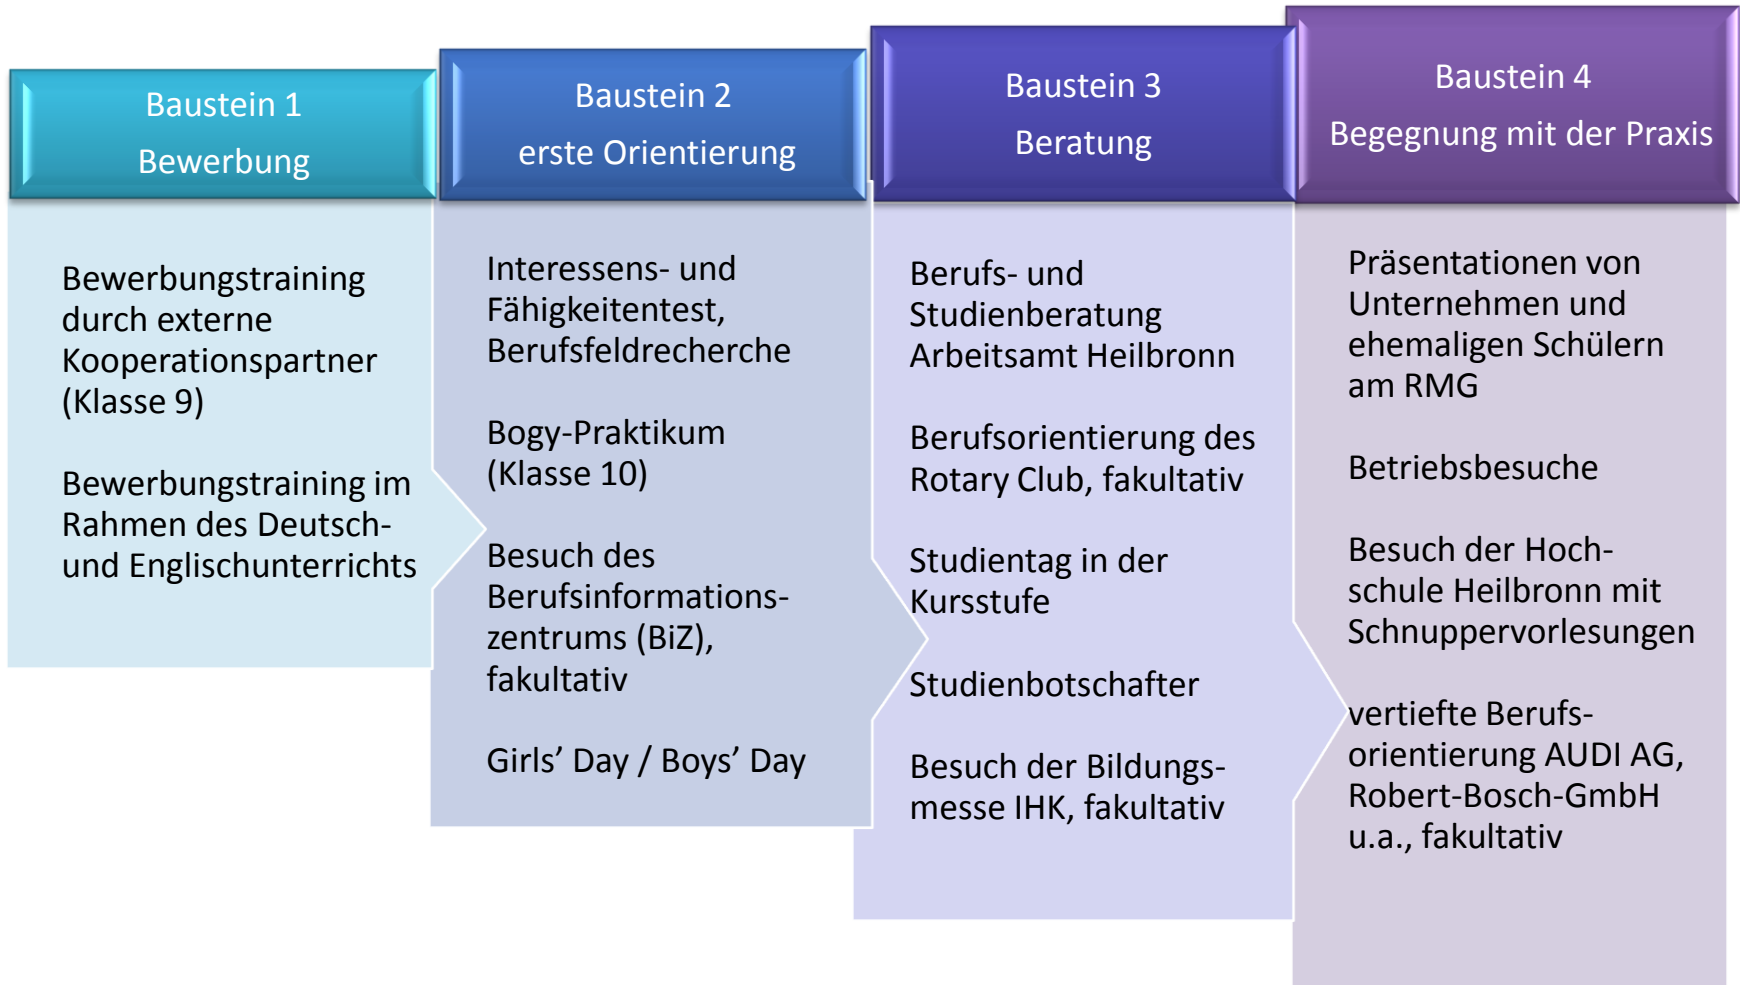 Baustein 1
Bewerbung
Bewerbungstraining
durch externe
Kooperationspartner
(Klasse 9)
Bewerbungstraining im
Rahmen des Deutsch-
und Englischunterrichts
Baustein 2
erste Orientierung
Interessens- und
Fähigkeitentest,
Berufsfeldrecherche
Bogy-Praktikum
(Klasse 10)
Besuch des
Berufsinformations-
zentrums (BiZ),
fakultativ
Girls’ Day / Boys’ Day
Baustein 3
Beratung
Berufs- und
Studienberatung
Arbeitsamt Heilbronn
Berufsorientierung des
Rotary Club, fakultativ
Studientag in der
Kursstufe
Studienbotschafter
Besuch der Bildungs-
messe IHK, fakultativ
Baustein 4
Begegnung mit der Praxis
Präsentationen von
Unternehmen und
ehemaligen Schülern
am RMG
Betriebsbesuche
Besuch der Hoch-
schule Heilbronn mit
Schnuppervorlesungen
vertiefte Berufs-
orientierung AUDI AG,
Robert-Bosch-GmbH
u.a., fakultativ